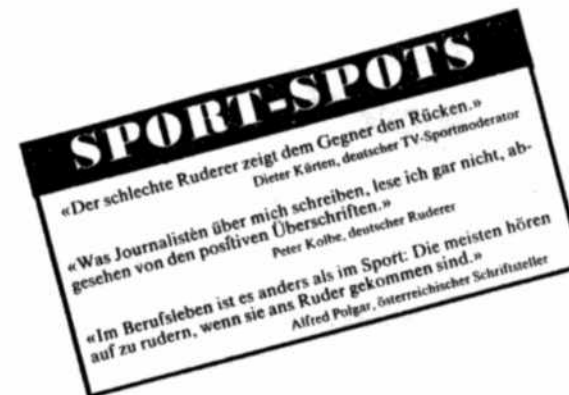 SPORT-SPOTS
«Der schlechte Ruderer zeigt dem Gegner den Rücken.»
Dieter Kürten, deutscher TV-Sportmoderator
«Was Journalisten über mich schreiben, lese ich gar nicht, ab-
gesehen von den positiven Überschriften.»
Peter Kolbe, deutscher Ruderer
«Im Berufsleben ist es anders als im Sport: Die meisten hören
auf zu rudern, wenn sie ans Ruder gekommen sind.»
Alfred Polgar, österreichischer Schriftsteller